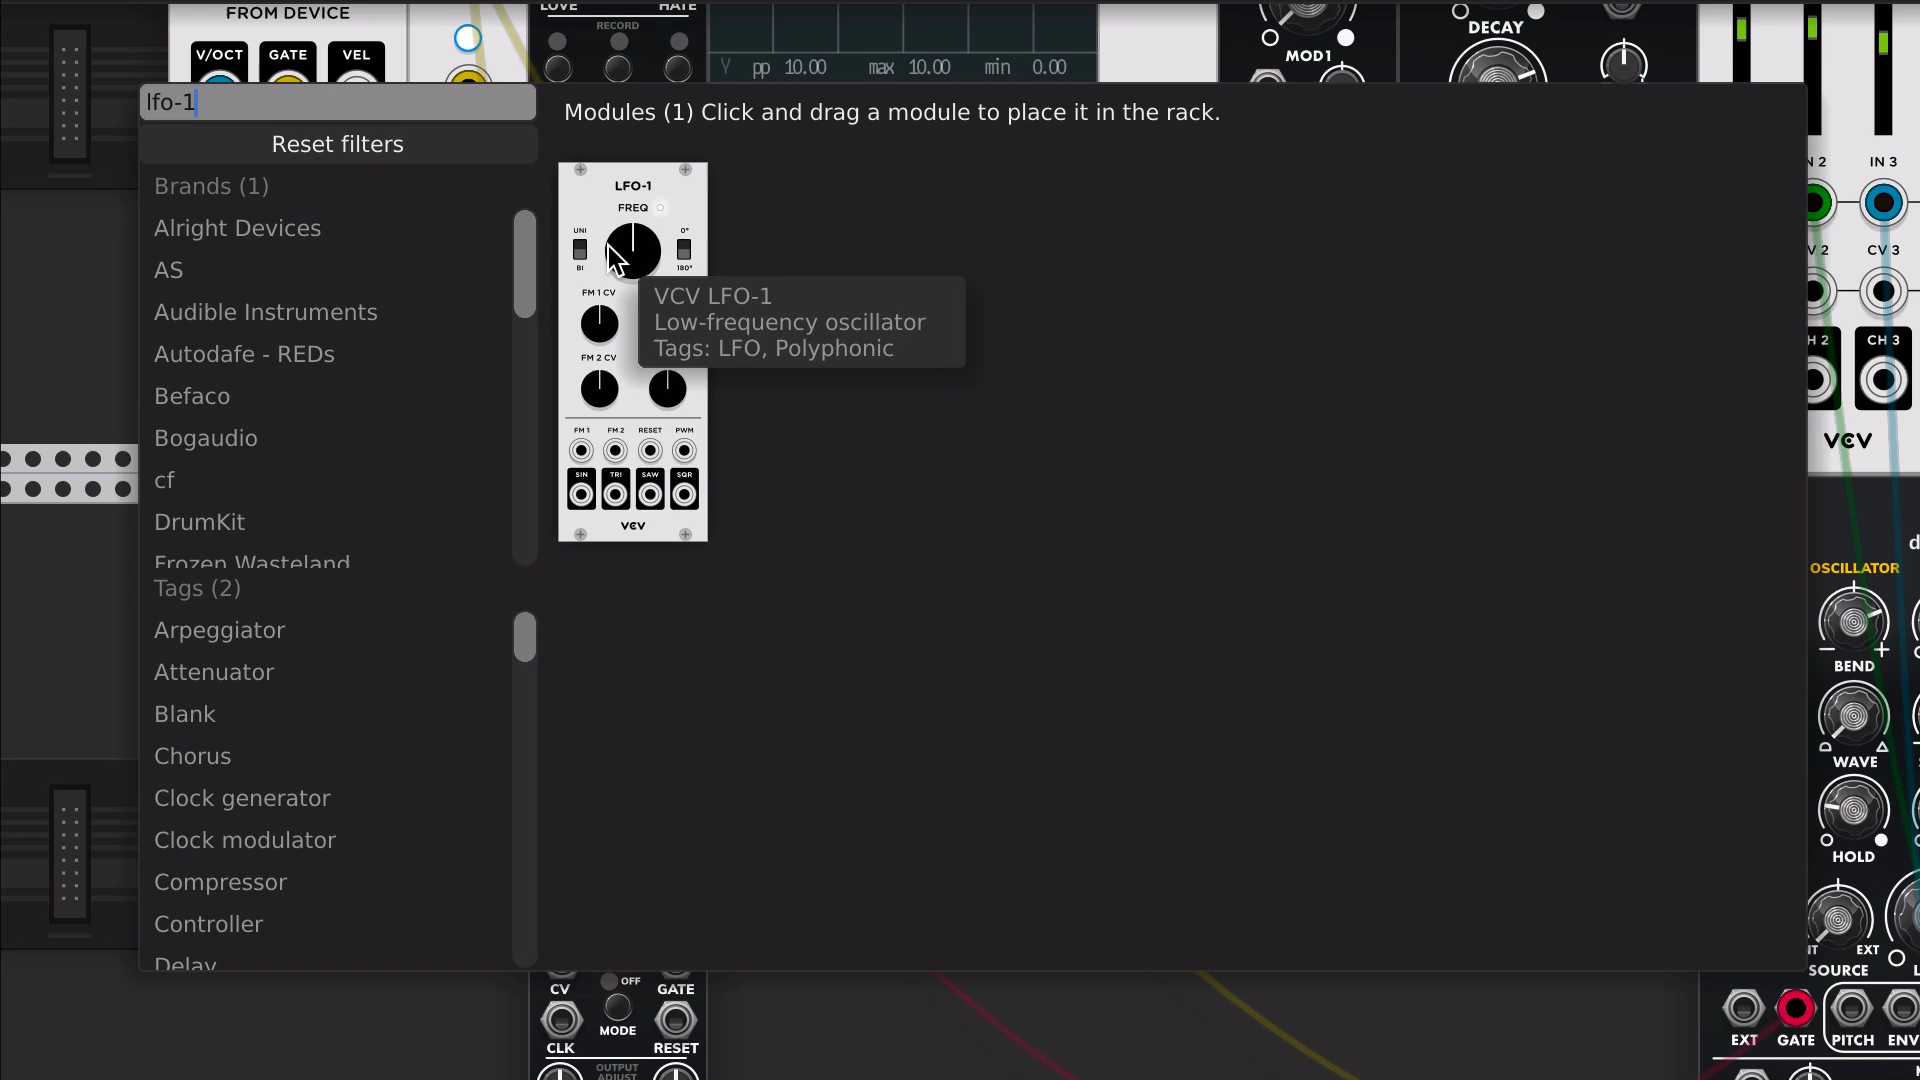 FROM DEVICE
V/OCT GATE VEL
LOVE HATE
RECORD
Y pp 10.00 max 10.00 min 0.00
MOD1
DECAY
lfo-1
Modules (1) Click and drag a module to place it in the rack.
Reset filters
Brands (1)
Alright Devices
AS
Audible Instruments
Autodafe - REDs
Befaco
Bogaudio
cf
DrumKit
Frozen Wasteland
Tags (2)
Arpeggiator
Attenuator
Blank
Chorus
Clock generator
Clock modulator
Compressor
Controller
Delay
LFO-1
FREQ
UNI 0°
BI 180°
FM 1 CV
FM 2 CV
FM 1 FM 2 RESET PWM
SIN TRI SAW SQR
VCV
VCV LFO-1
Low-frequency oscillator
Tags: LFO, Polyphonic
IN 3
CV 3
CH 3
VCV
OSCILLATOR
BEND
WAVE
HOLD
EXT
SOURCE
EXT GATE PITCH ENV
CV OFF GATE
MODE
CLK RESET
OUTPUT
ADJUST